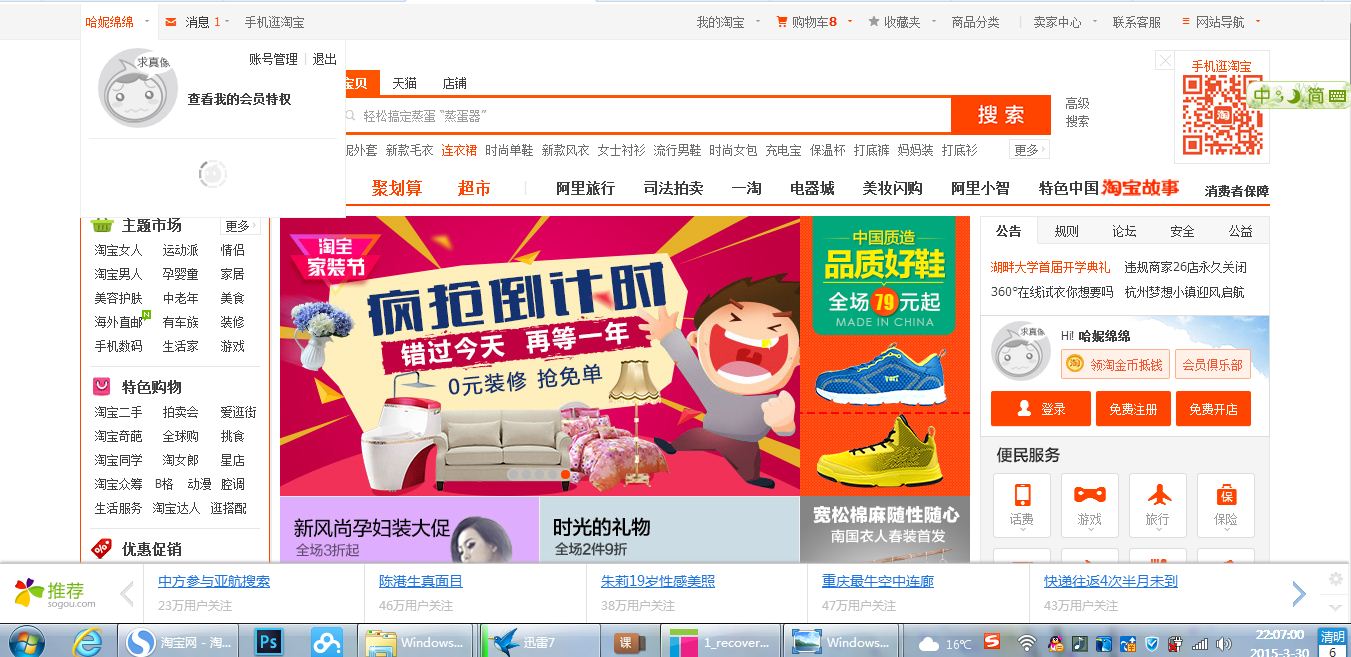 哈妮绵绵 消息 1 手机逛淘宝 我的淘宝 购物车8 收藏夹 商品分类 卖家中心 联系客服 网站导航
求真像
账号管理 退出
查看我的会员特权
宝贝 天猫 店铺
轻松搞定蒸蛋 “蒸蛋器”
搜 索
高级
搜索
手机逛淘宝
淘
中 简
呢外套 新款毛衣 连衣裙 时尚单鞋 新款风衣 女士衬衫 流行男鞋 时尚女包 充电宝 保温杯 打底裤 妈妈装 打底衫 更多
聚划算 超市 阿里旅行 司法拍卖 一淘 电器城 美妆闪购 阿里小智 特色中国 淘宝故事 消费者保障
主题市场 更多
淘宝女人 运动派 情侣
淘宝男人 孕婴童 家居
美容护肤 中老年 美食
海外直邮 N 有车族 装修
手机数码 生活家 游戏
特色购物
淘宝二手 拍卖会 爱逛街
淘宝奇葩 全球购 挑食
淘宝同学 淘女郎 星店
淘宝众筹 B格 动漫 腔调
生活服务 淘宝达人 逛搭配
优惠促销
淘宝
家装节
疯抢倒计时
错过今天 再等一年
0元装修 抢免单
中国质造
品质好鞋
全场79元起
MADE IN CHINA
新风尚孕妇装大促
全场3折起
时光的礼物
全场2件9折
宽松棉麻随性随心
南国衣人春装首发
公告 规则 论坛 安全 公益
湖畔大学首届开学典礼 违规商家26店永久关闭
360°在线试衣你想要吗 杭州梦想小镇迎风启航
求真像
Hi! 哈妮绵绵
淘 领淘金币抵钱 会员俱乐部
登录 免费注册 免费开店
便民服务
保
话费 游戏 旅行 保险
推荐
sogou.com
中方参与亚航搜索
23万用户关注
陈港生真面目
46万用户关注
朱莉19岁性感美照
38万用户关注
重庆最牛空中连廊
47万用户关注
快递往返4次半月未到
43万用户关注
淘宝网 - 淘... Ps Windows... 迅雷7 课 1_recover... Windows... 16℃
22:07:00
2015-3-30
清明
6